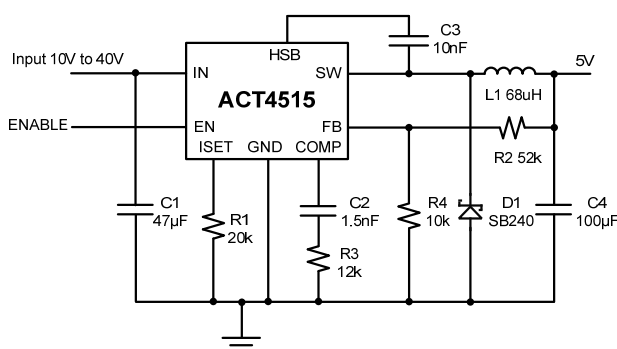 C3
10nF
HSB
Input 10V to 40V
IN
SW
5V
L1 68uH
ACT4515
ENABLE
EN
FB
R2 52k
ISET
GND
COMP
C1
47µF
R1
20k
C2
1.5nF
R3
12k
R4
10k
D1
SB240
C4
100µF